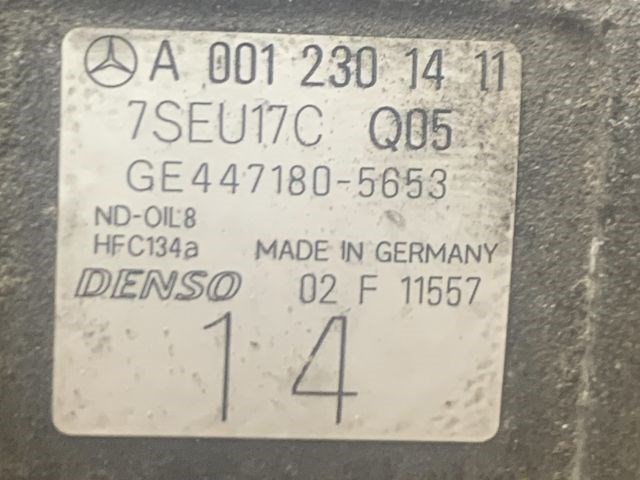 A 001 230 14 11
7SEU17C Q05
GE447180-5653
ND-OIL8
HFC134a MADE IN GERMANY
DENSO 02 F 11557
14